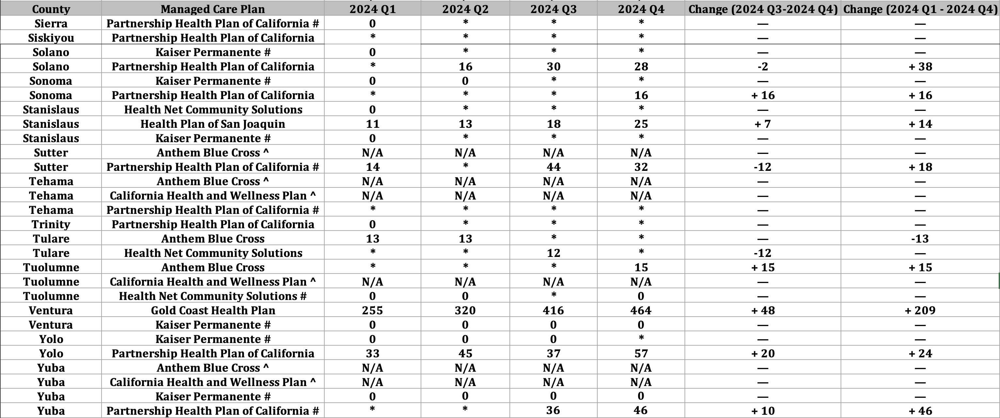 County Managed Care Plan 2024 Q1 2024 Q2 2024 Q3 2024 Q4 Change (2024 Q3-2024 Q4) Change (2024 Q1 - 2024 Q4)
Sierra Partnership Health Plan of California # 0 * * * — —
Siskiyou Partnership Health Plan of California * * * * — —
Solano Kaiser Permanente # 0 * * * — —
Solano Partnership Health Plan of California * 16 30 28 -2 + 38
Sonoma Kaiser Permanente # 0 0 * * — —
Sonoma Partnership Health Plan of California * * * 16 + 16 + 16
Stanislaus Health Net Community Solutions 0 * * * — —
Stanislaus Health Plan of San Joaquin 11 13 18 25 + 7 + 14
Stanislaus Kaiser Permanente # 0 * * * — —
Sutter Anthem Blue Cross ^ N/A N/A N/A N/A — —
Sutter Partnership Health Plan of California # 14 * 44 32 -12 + 18
Tehama Anthem Blue Cross ^ N/A N/A N/A N/A — —
Tehama California Health and Wellness Plan ^ N/A N/A N/A N/A — —
Tehama Partnership Health Plan of California # * * * * — —
Trinity Partnership Health Plan of California 0 * * * — —
Tulare Anthem Blue Cross 13 13 * * — -13
Tulare Health Net Community Solutions * * 12 * -12 —
Tuolumne Anthem Blue Cross * * * 15 + 15 + 15
Tuolumne California Health and Wellness Plan ^ N/A N/A N/A N/A — —
Tuolumne Health Net Community Solutions # 0 0 * 0 — —
Ventura Gold Coast Health Plan 255 320 416 464 + 48 + 209
Ventura Kaiser Permanente # 0 0 0 0 — —
Yolo Kaiser Permanente # 0 0 0 * — —
Yolo Partnership Health Plan of California 33 45 37 57 + 20 + 24
Yuba Anthem Blue Cross ^ N/A N/A N/A N/A — —
Yuba California Health and Wellness Plan ^ N/A N/A N/A N/A — —
Yuba Kaiser Permanente # 0 0 0 0 — —
Yuba Partnership Health Plan of California # * * 36 46 + 10 + 46